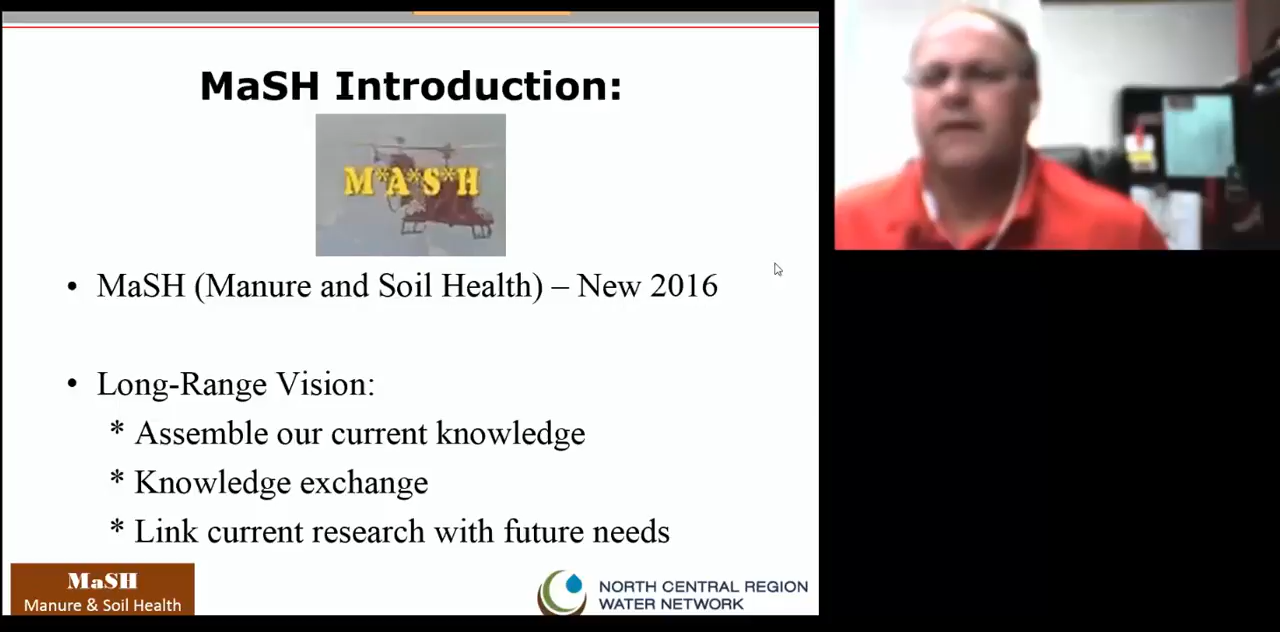 MaSH Introduction:
M*A*S*H
• MaSH (Manure and Soil Health) – New 2016
• Long-Range Vision:
* Assemble our current knowledge
* Knowledge exchange
* Link current research with future needs
MaSH
Manure & Soil Health
NORTH CENTRAL REGION
WATER NETWORK